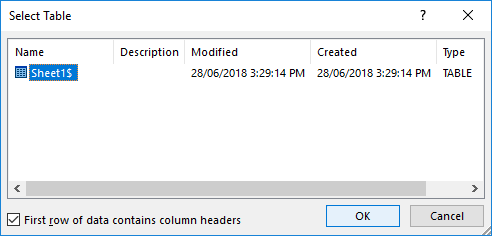 Select Table
?
Name Description Modified Created Type
Sheet1$ 28/06/2018 3:29:14 PM 28/06/2018 3:29:14 PM TABLE
First row of data contains column headers
OK Cancel